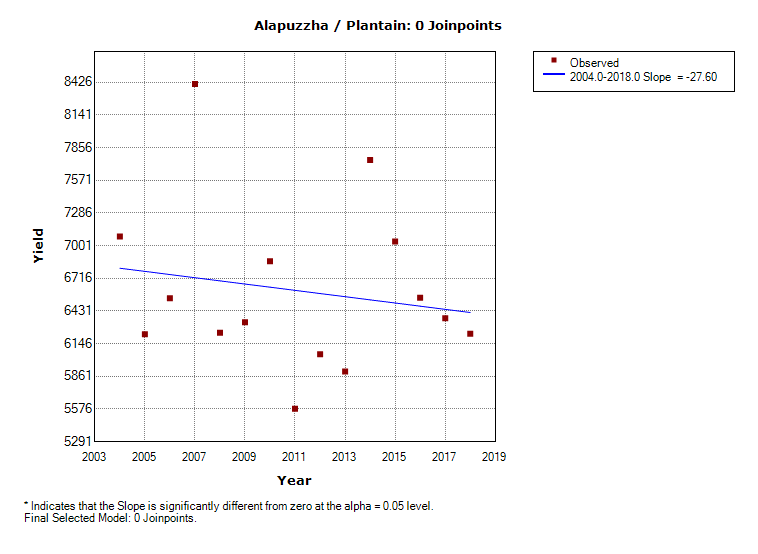 Alapuzzha / Plantain: 0 Joinpoints
Observed
2004.0-2018.0 Slope = -27.60
8426
8141
7856
7571
7286
7001
6716
6431
6146
5861
5576
5291
Yield
2003 2005 2007 2009 2011 2013 2015 2017 2019
Year
* Indicates that the Slope is significantly different from zero at the alpha = 0.05 level.
Final Selected Model: 0 Joinpoints.